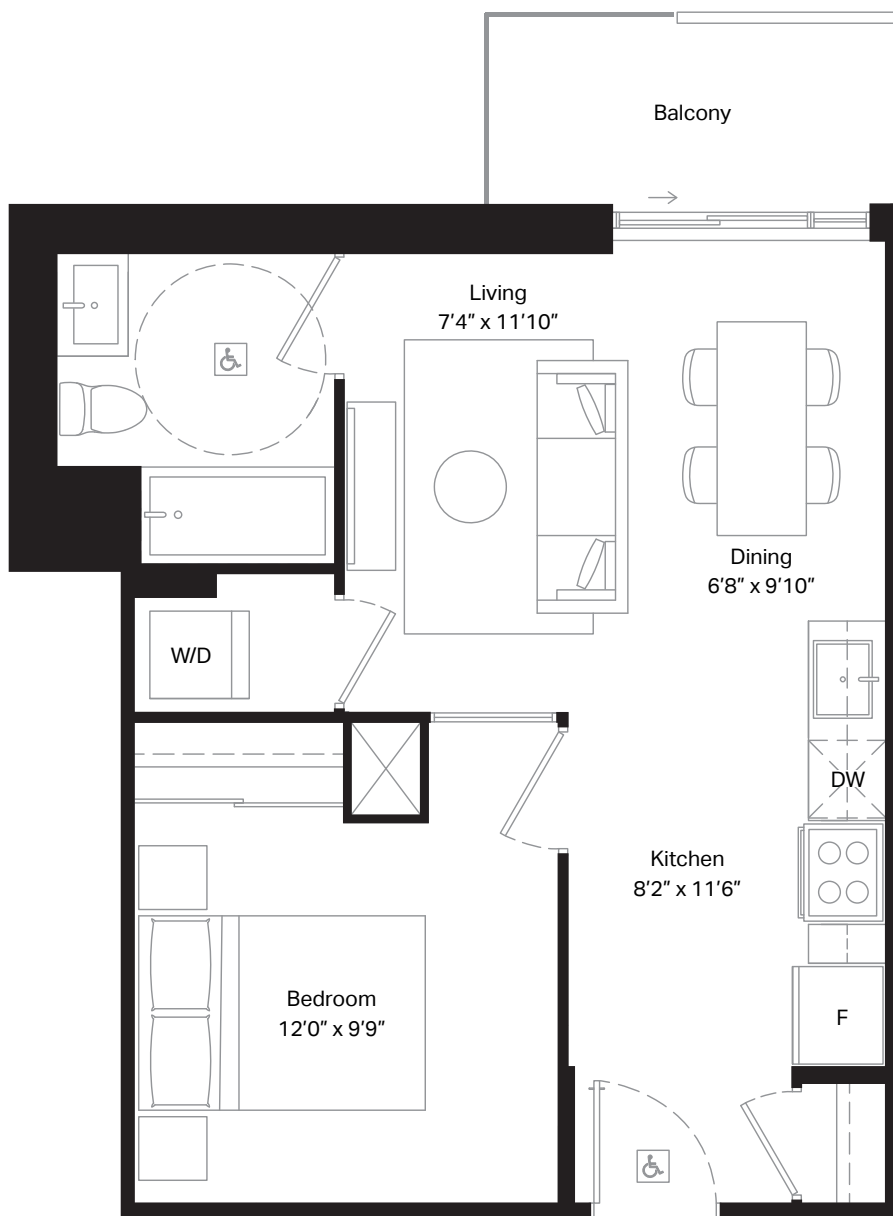 Balcony
Living
7’4” x 11’10”
Dining
6’8” x 9’10”
W/D
DW
Kitchen
8’2” x 11’6”
Bedroom
12’0” x 9’9”
F